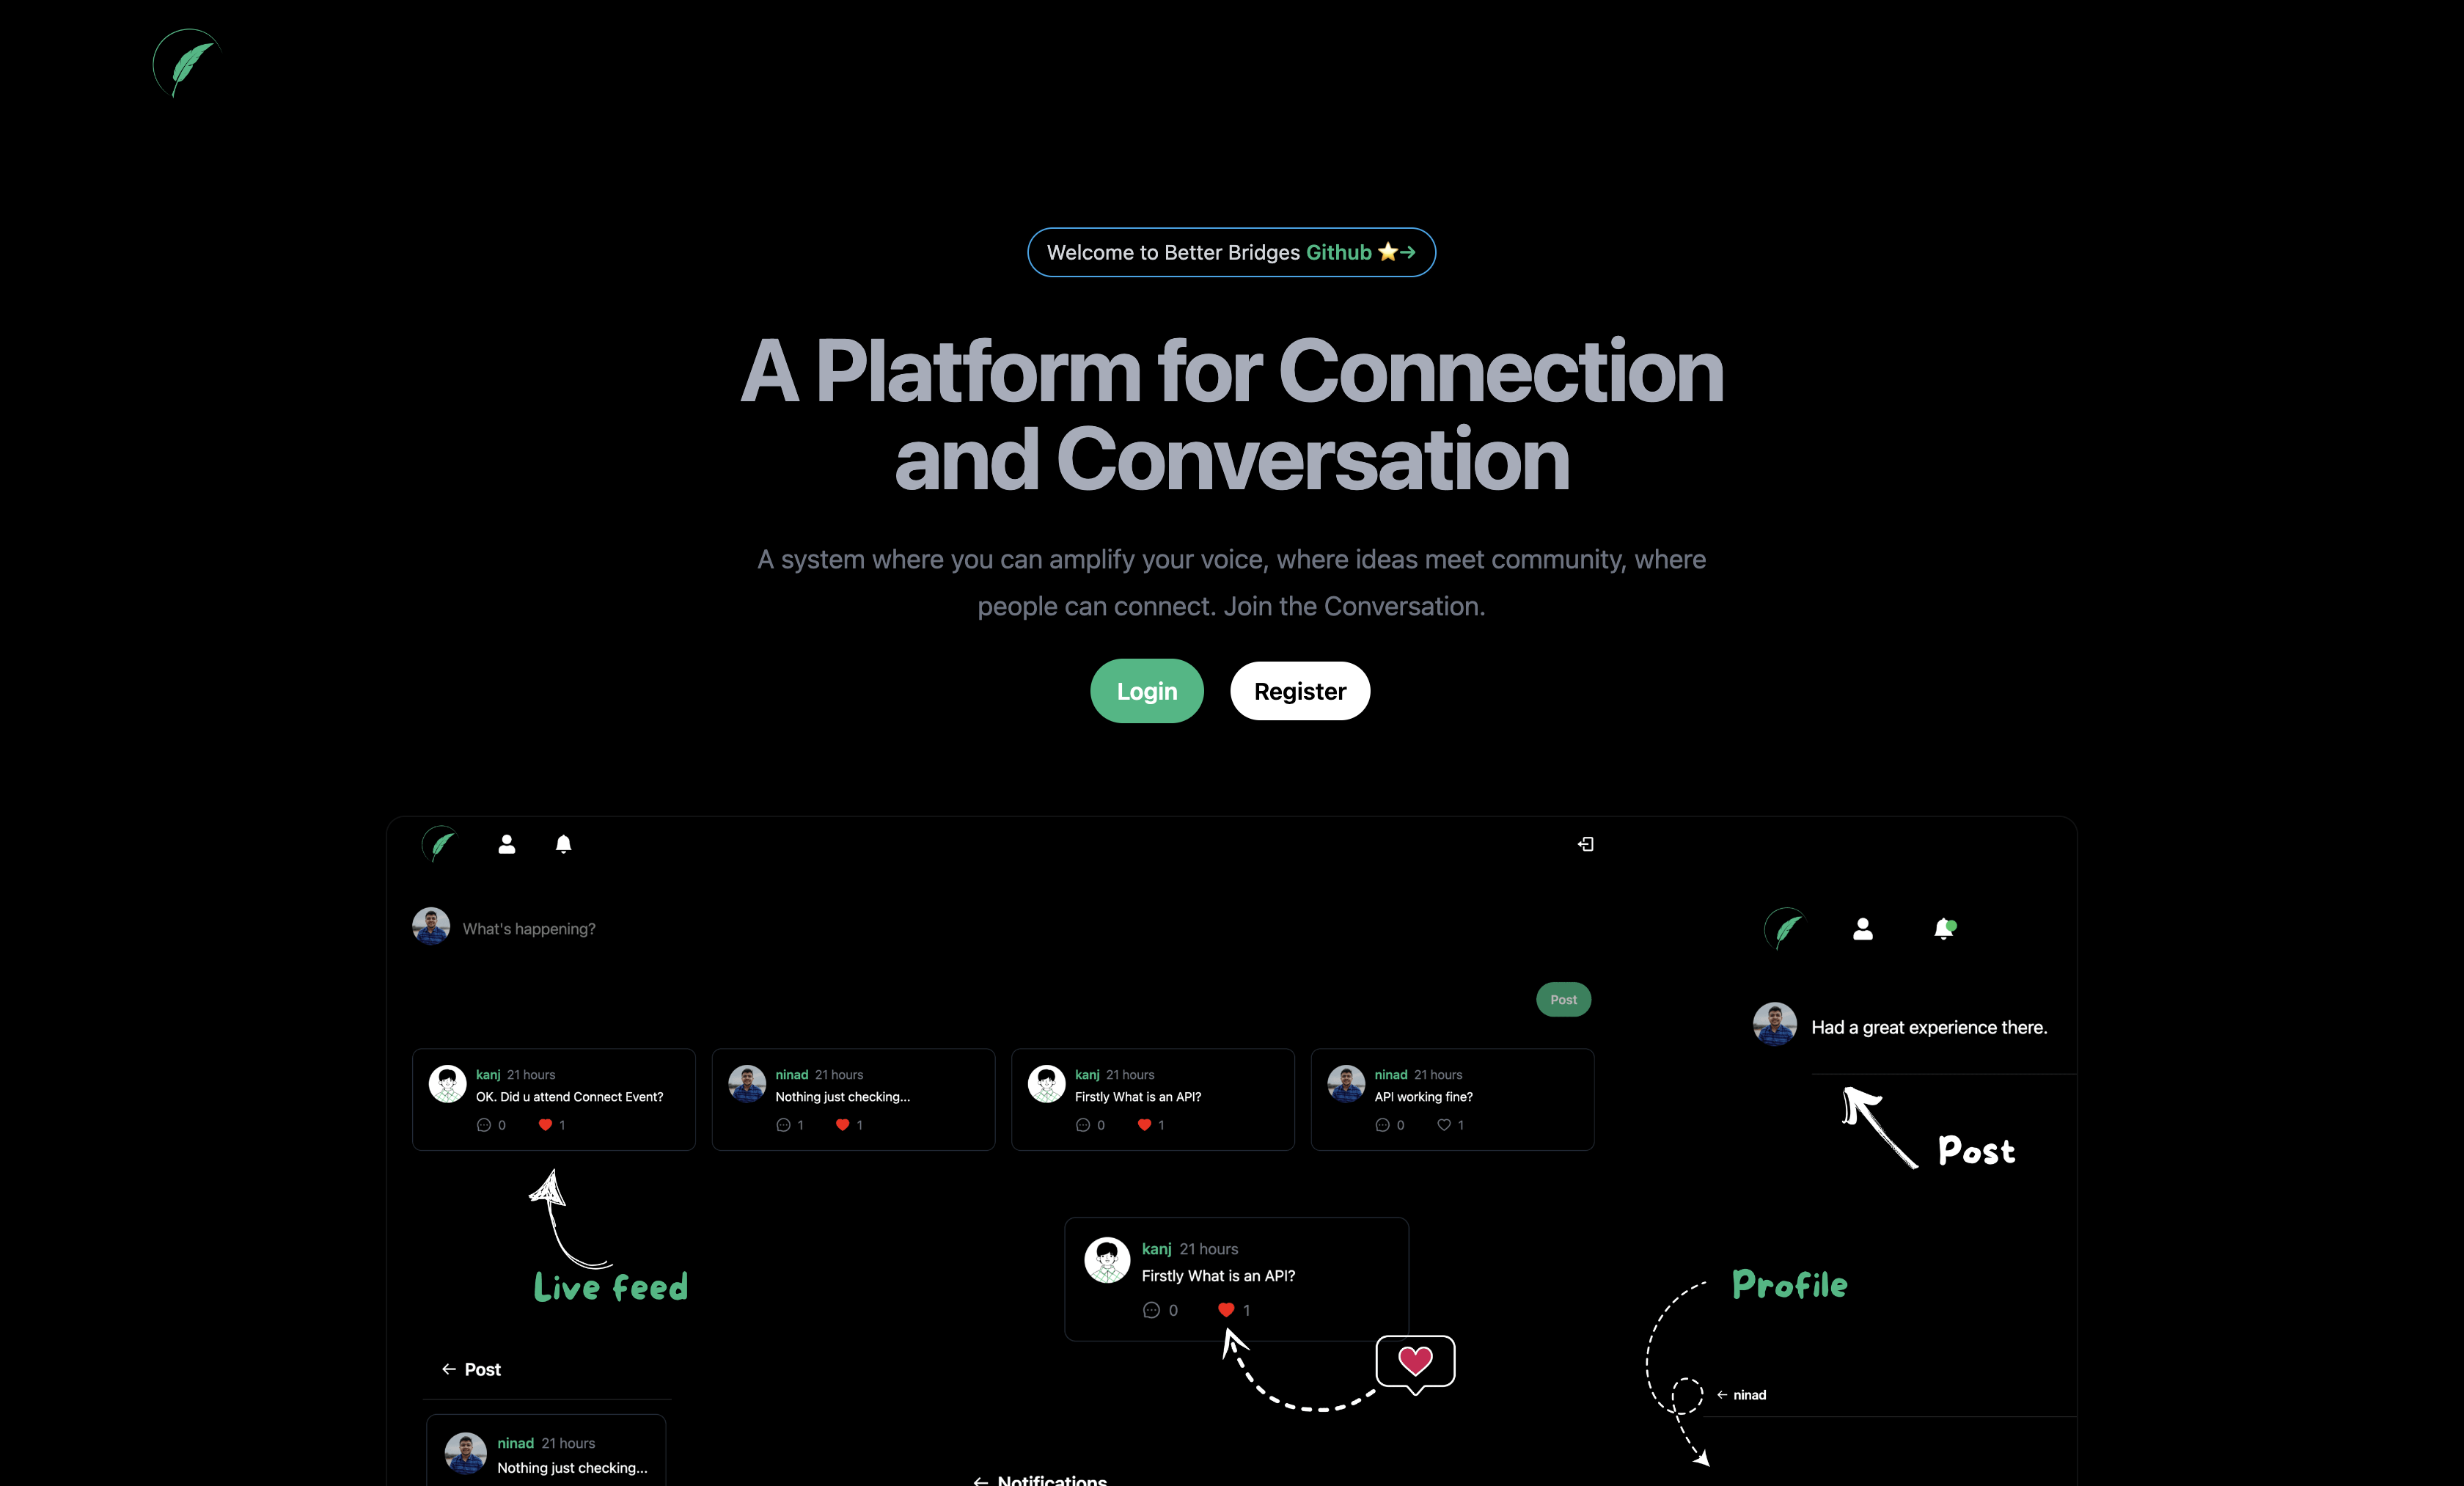 Welcome to Better Bridges Github ⭐→
A Platform for Connection
and Conversation
A system where you can amplify your voice, where ideas meet community, where
people can connect. Join the Conversation.
Login
Register
What's happening?
Post
kanj 21 hours
OK. Did u attend Connect Event?
0 1
ninad 21 hours
Nothing just checking...
1 1
kanj 21 hours
Firstly What is an API?
0 1
ninad 21 hours
API working fine?
0 1
Had a great experience there.
Post
Live feed
kanj 21 hours
Firstly What is an API?
0 1
Profile
← ninad
← Post
ninad 21 hours
Nothing just checking...
← Notifications